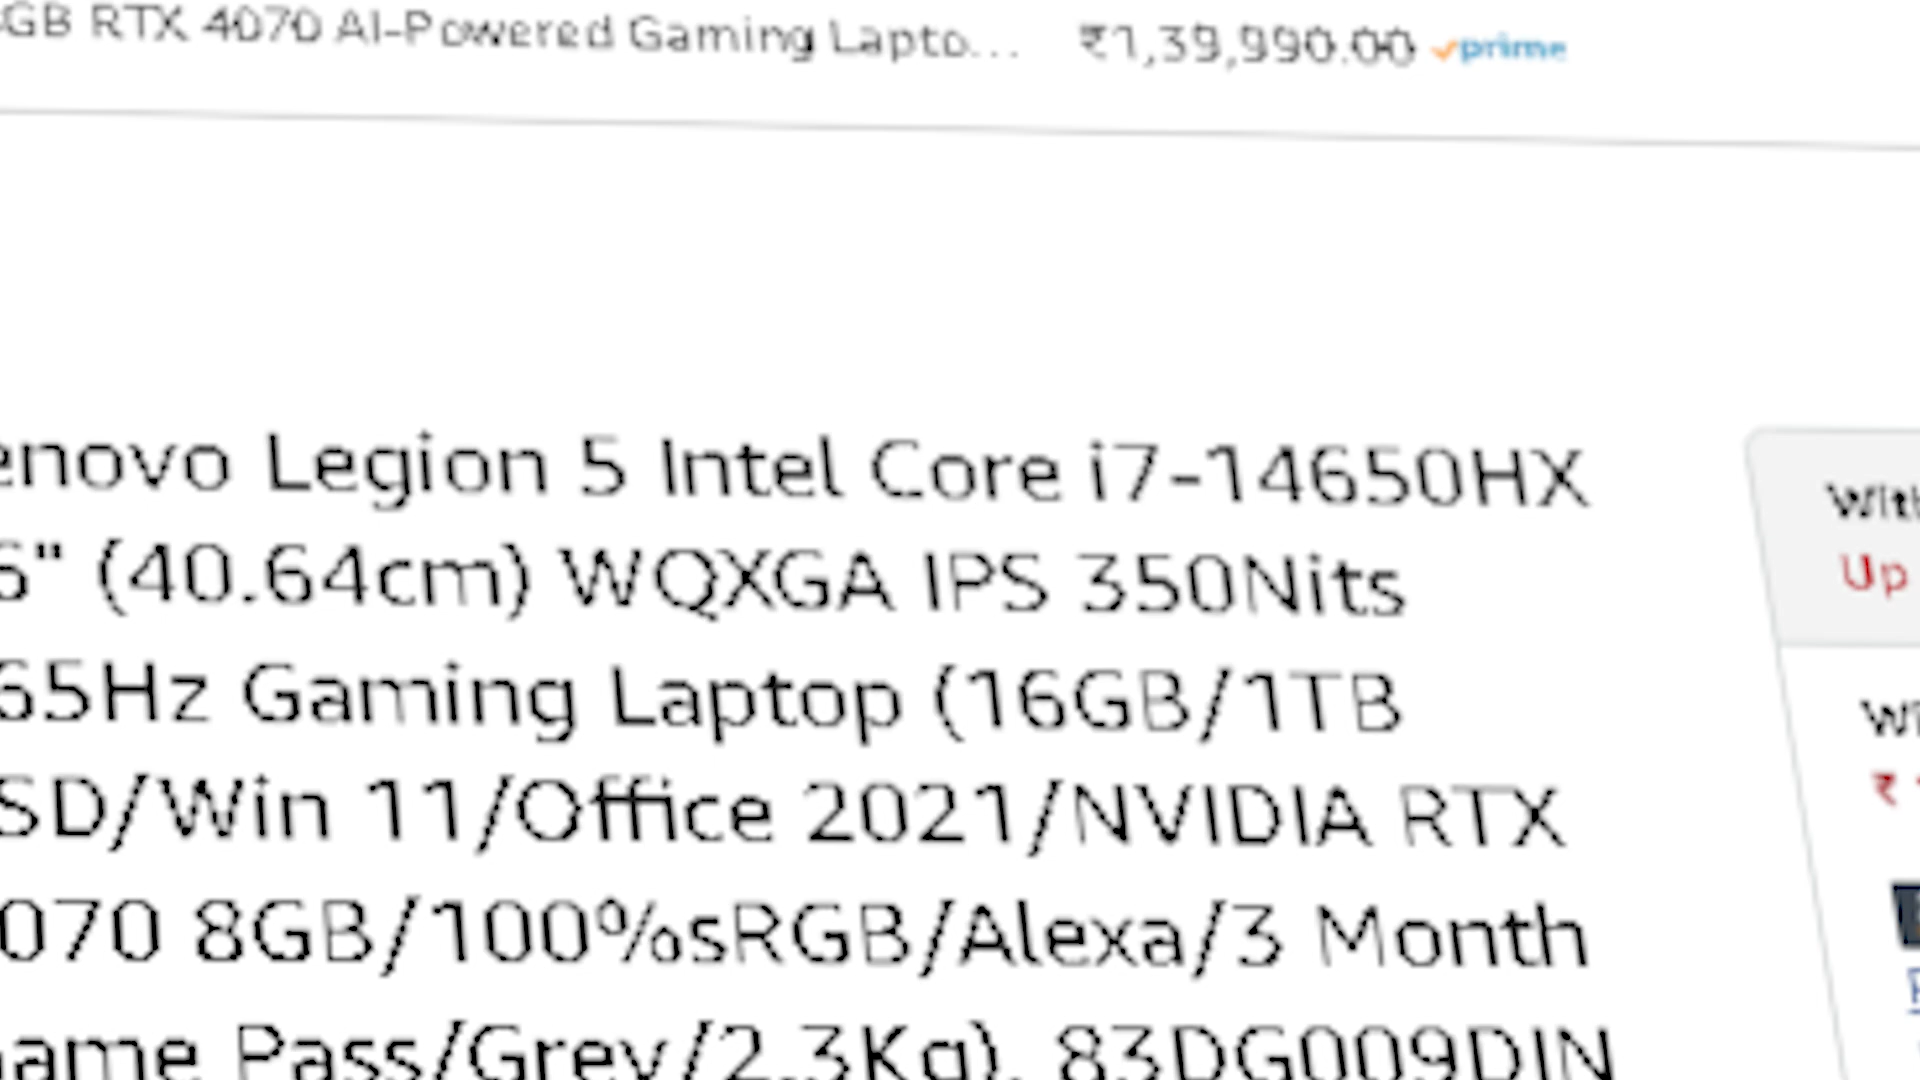 GB RTX 4070 AI-Powered Gaming Lapto... ₹1,39,990.00 prime
enovo Legion 5 Intel Core i7-14650HX
6" (40.64cm) WQXGA IPS 350Nits
65Hz Gaming Laptop (16GB/1TB
SD/Win 11/Office 2021/NVIDIA RTX
070 8GB/100%sRGB/Alexa/3 Month
ame Pass/Grey/2.3Kg), 83DG009DIN
With
Up
Wi
₹